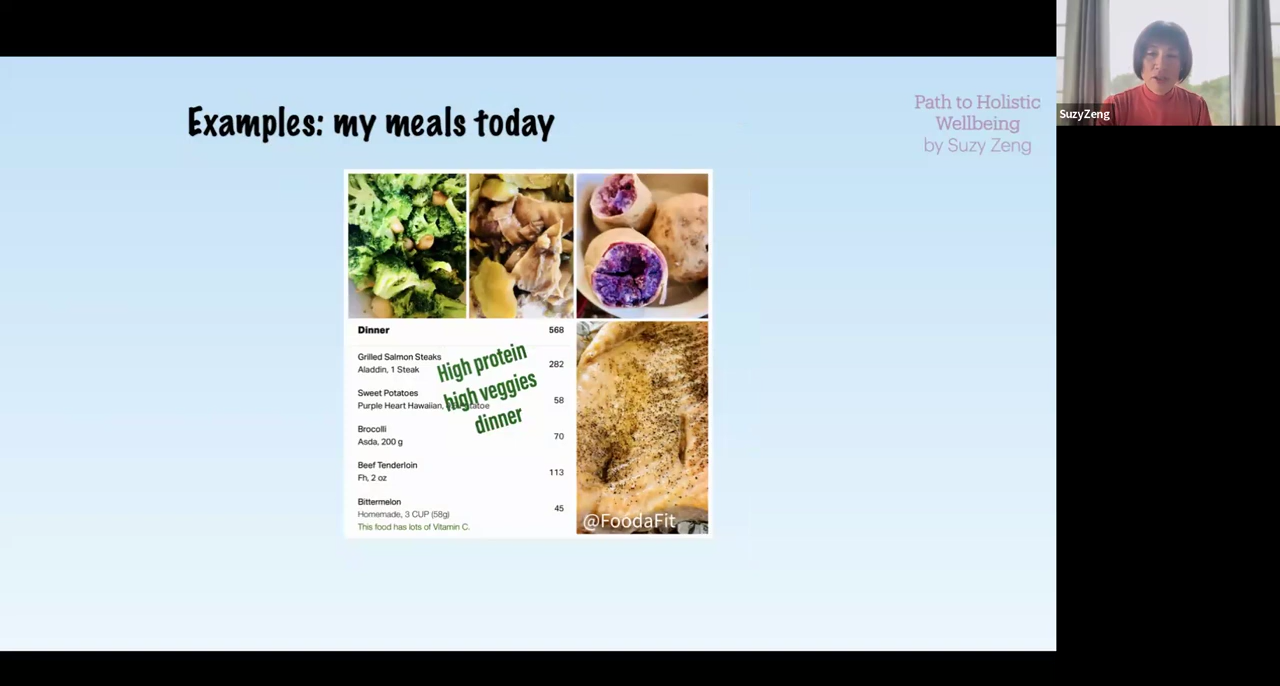 Examples: my meals today
Path to Holistic
Wellbeing
by Suzy Zeng
SuzyZeng
Dinner 568
Grilled Salmon Steaks
Aladdin, 1 Steak 282
Sweet Potatoes
Purple Heart Hawaiian, 58
Brocolli
Asda, 200 g 70
Beef Tenderloin
Fh, 2 oz 113
Bittermelon
Homemade, 3 CUP (58g) 45
This food has lots of Vitamin C.
High protein
high veggies
dinner
@FoodaFit